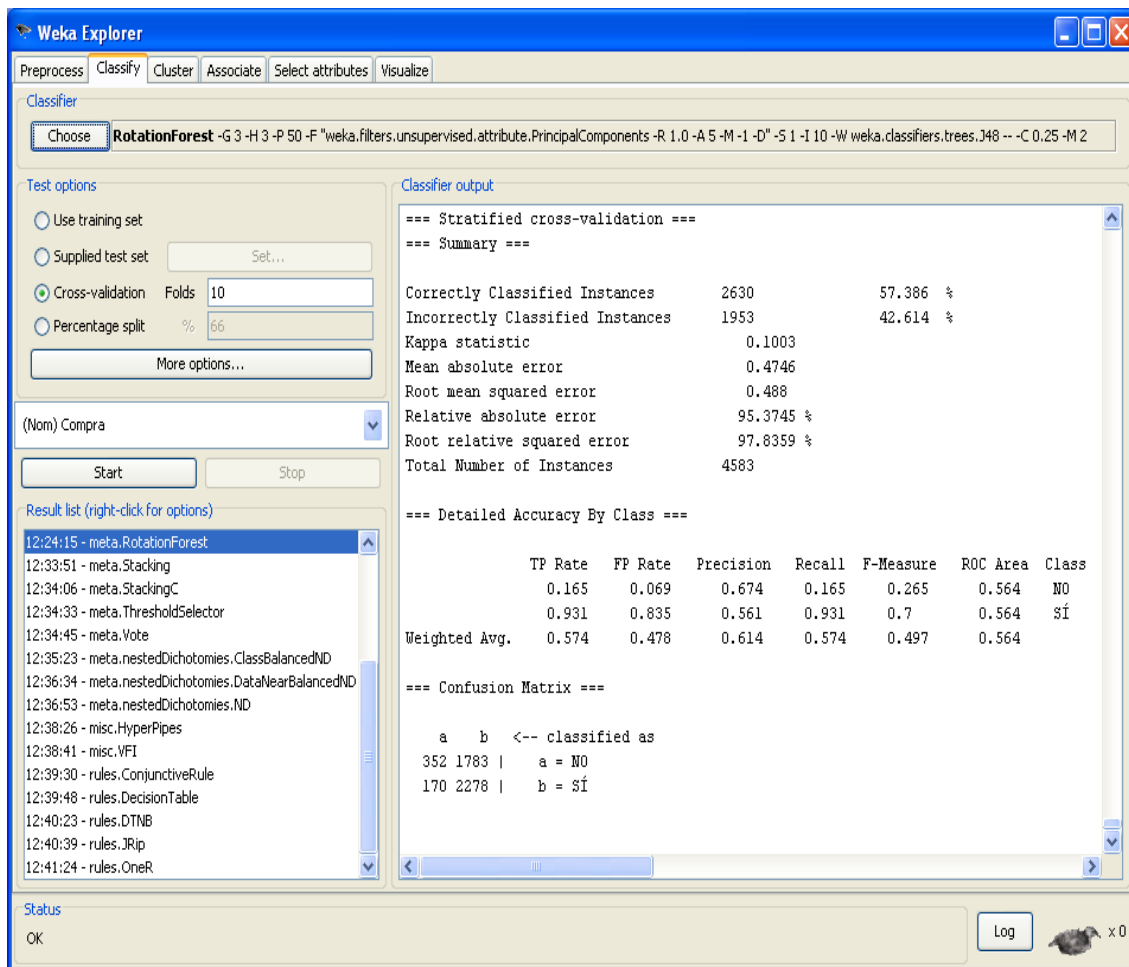 Weka Explorer
Preprocess Classify Cluster Associate Select attributes Visualize
Classifier
Choose RotationForest -G 3 -H 3 -P 50 -F "weka.filters.unsupervised.attribute.PrincipalComponents -R 1.0 -A 5 -M -1 -D" -S 1 -I 10 -W weka.classifiers.trees.J48 -- -C 0.25 -M 2
Test options
Use training set
Supplied test set Set...
Cross-validation Folds 10
Percentage split % 66
More options...
(Nom) Compra
Start Stop
Result list (right-click for options)
12:24:15 - meta.RotationForest
12:33:51 - meta.Stacking
12:34:06 - meta.StackingC
12:34:33 - meta.ThresholdSelector
12:34:45 - meta.Vote
12:35:23 - meta.nestedDichotomies.ClassBalancedND
12:36:34 - meta.nestedDichotomies.DataNearBalancedND
12:36:53 - meta.nestedDichotomies.ND
12:38:26 - misc.HyperPipes
12:38:41 - misc.VFI
12:39:30 - rules.ConjunctiveRule
12:39:48 - rules.DecisionTable
12:40:23 - rules.DTNB
12:40:39 - rules.JRip
12:41:24 - rules.OneR
Classifier output
=== Stratified cross-validation ===
=== Summary ===
Correctly Classified Instances 2630 57.386 %
Incorrectly Classified Instances 1953 42.614 %
Kappa statistic 0.1003
Mean absolute error 0.4746
Root mean squared error 0.488
Relative absolute error 95.3745 %
Root relative squared error 97.8359 %
Total Number of Instances 4583
=== Detailed Accuracy By Class ===
TP Rate FP Rate Precision Recall F-Measure ROC Area Class
0.165 0.069 0.674 0.165 0.265 0.564 NO
0.931 0.835 0.561 0.931 0.7 0.564 SÍ
Weighted Avg. 0.574 0.478 0.614 0.574 0.497 0.564
=== Confusion Matrix ===
a b <-- classified as
352 1783 | a = NO
170 2278 | b = SÍ
Status
OK
Log x 0